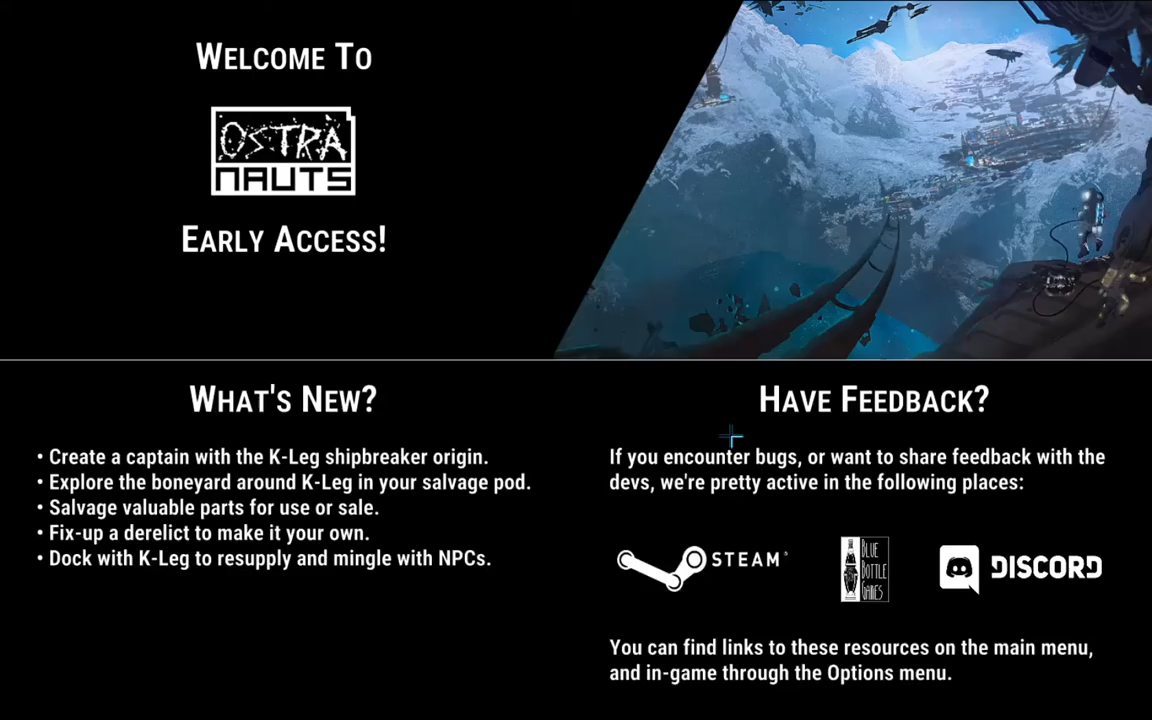 WELCOME TO
OSTRA
NAUTS
EARLY ACCESS!
WHAT'S NEW?
• Create a captain with the K-Leg shipbreaker origin.
• Explore the boneyard around K-Leg in your salvage pod.
• Salvage valuable parts for use or sale.
• Fix-up a derelict to make it your own.
• Dock with K-Leg to resupply and mingle with NPCs.
HAVE FEEDBACK?
If you encounter bugs, or want to share feedback with the
devs, we're pretty active in the following places:
STEAM®
BLUE
BOTTLE
GAMES
DISCORD
You can find links to these resources on the main menu,
and in-game through the Options menu.